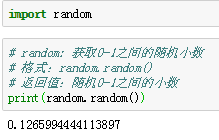 import random
# random: 获取0-1之间的随机小数
# 格式: random.random()
# 返回值: 随机0-1之间的小数
print(random.random())
0.1265994444113897